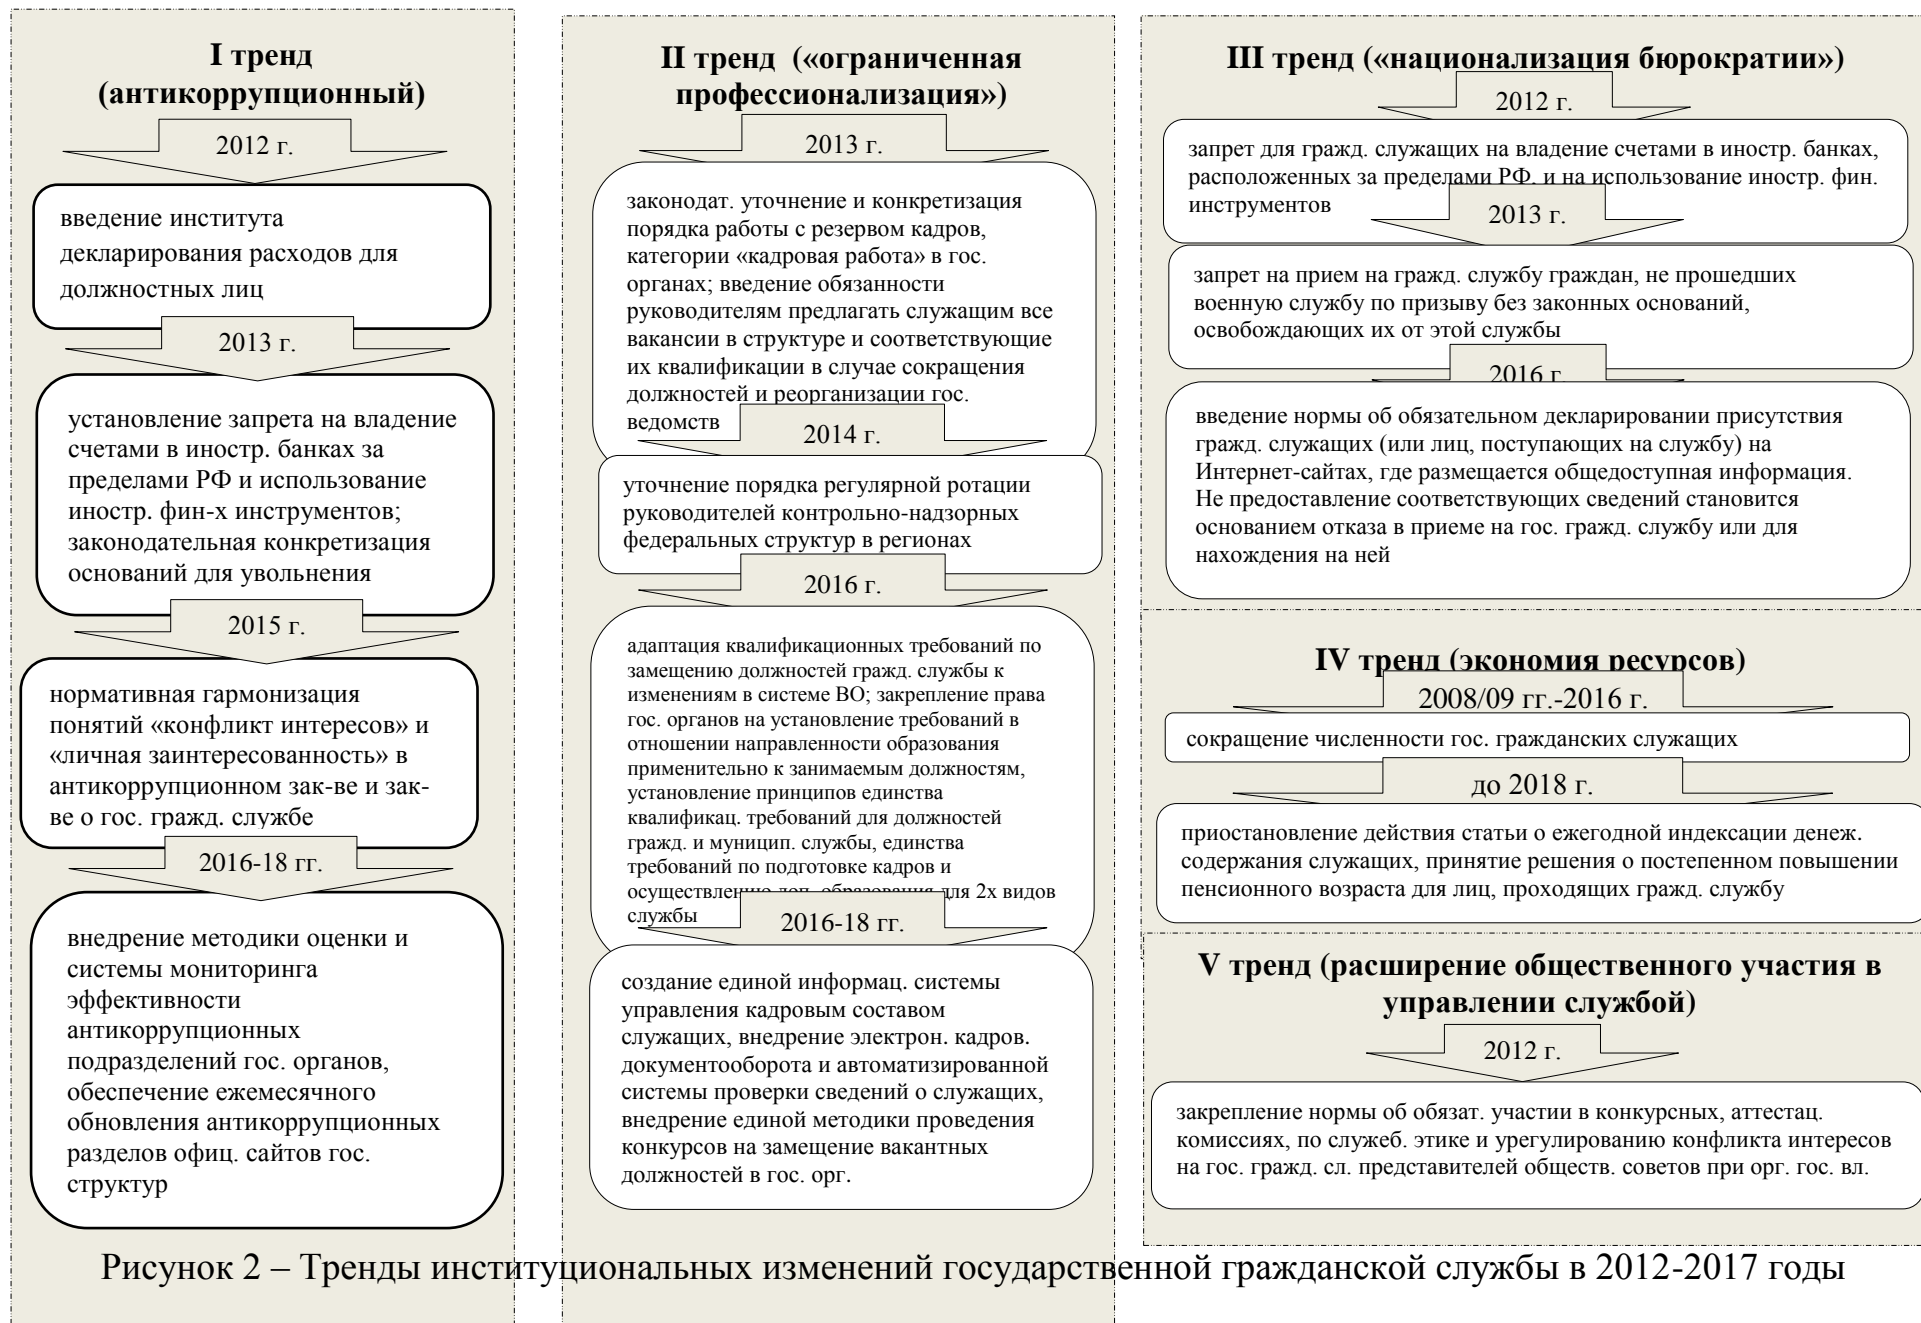 I тренд
(антикоррупционный)
2012 г.
введение института
декларирования расходов для
должностных лиц
2013 г.
установление запрета на владение
счетами в иностр. банках за
пределами РФ и использование
иностр. фин-х инструментов;
законодательная конкретизация
оснований для увольнения
2015 г.
нормативная гармонизация
понятий «конфликт интересов» и
«личная заинтересованность» в
антикоррупционном зак-ве и зак-
ве о гос. гражд. службе
2016-18 гг.
внедрение методики оценки и
системы мониторинга
эффективности
антикоррупционных
подразделений гос. органов,
обеспечение ежемесячного
обновления антикоррупционных
разделов офиц. сайтов гос.
структур
II тренд («ограниченная
профессионализация»)
2013 г.
законодат. уточнение и конкретизация
порядка работы с резервом кадров,
категории «кадровая работа» в гос.
органах; введение обязанности
руководителям предлагать служащим все
вакансии в структуре и соответствующие
их квалификации в случае сокращения
должностей и реорганизации гос.
ведомств
2014 г.
уточнение порядка регулярной ротации
руководителей контрольно-надзорных
федеральных структур в регионах
2016 г.
адаптация квалификационных требований по
замещению должностей гражд. службы к
изменениям в системе ВО; закрепление права
гос. органов на установление требований в
отношении направленности образования
применительно к занимаемым должностям,
установление принципов единства
квалификац. требований для должностей
гражд. и муницип. службы, единства
требований по подготовке кадров и
осуществлению доп. образования для 2х видов
службы
2016-18 гг.
создание единой информац. системы
управления кадровым составом
служащих, внедрение электрон. кадров.
документооборота и автоматизированной
системы проверки сведений о служащих,
внедрение единой методики проведения
конкурсов на замещение вакантных
должностей в гос. орг.
III тренд («национализация бюрократии»)
2012 г.
запрет для гражд. служащих на владение счетами в иностр. банках,
расположенных за пределами РФ, и на использование иностр. фин.
инструментов
2013 г.
запрет на прием на гражд. службу граждан, не прошедших
военную службу по призыву без законных оснований,
освобождающих их от этой службы
2016 г.
введение нормы об обязательном декларировании присутствия
гражд. служащих (или лиц, поступающих на службу) на
Интернет-сайтах, где размещается общедоступная информация.
Не предоставление соответствующих сведений становится
основанием отказа в приеме на гос. гражд. службу или для
нахождения на ней
IV тренд (экономия ресурсов)
2008/09 гг.-2016 г.
сокращение численности гос. гражданских служащих
до 2018 г.
приостановление действия статьи о ежегодной индексации денеж.
содержания служащих, принятие решения о постепенном повышении
пенсионного возраста для лиц, проходящих гражд. службу
V тренд (расширение общественного участия в
управлении службой)
2012 г.
закрепление нормы об обязат. участии в конкурсных, аттестац.
комиссиях, по служеб. этике и урегулированию конфликта интересов
на гос. гражд. сл. представителей обществ. советов при орг. гос. вл.
Рисунок 2 – Тренды институциональных изменений государственной гражданской службы в 2012-2017 годы